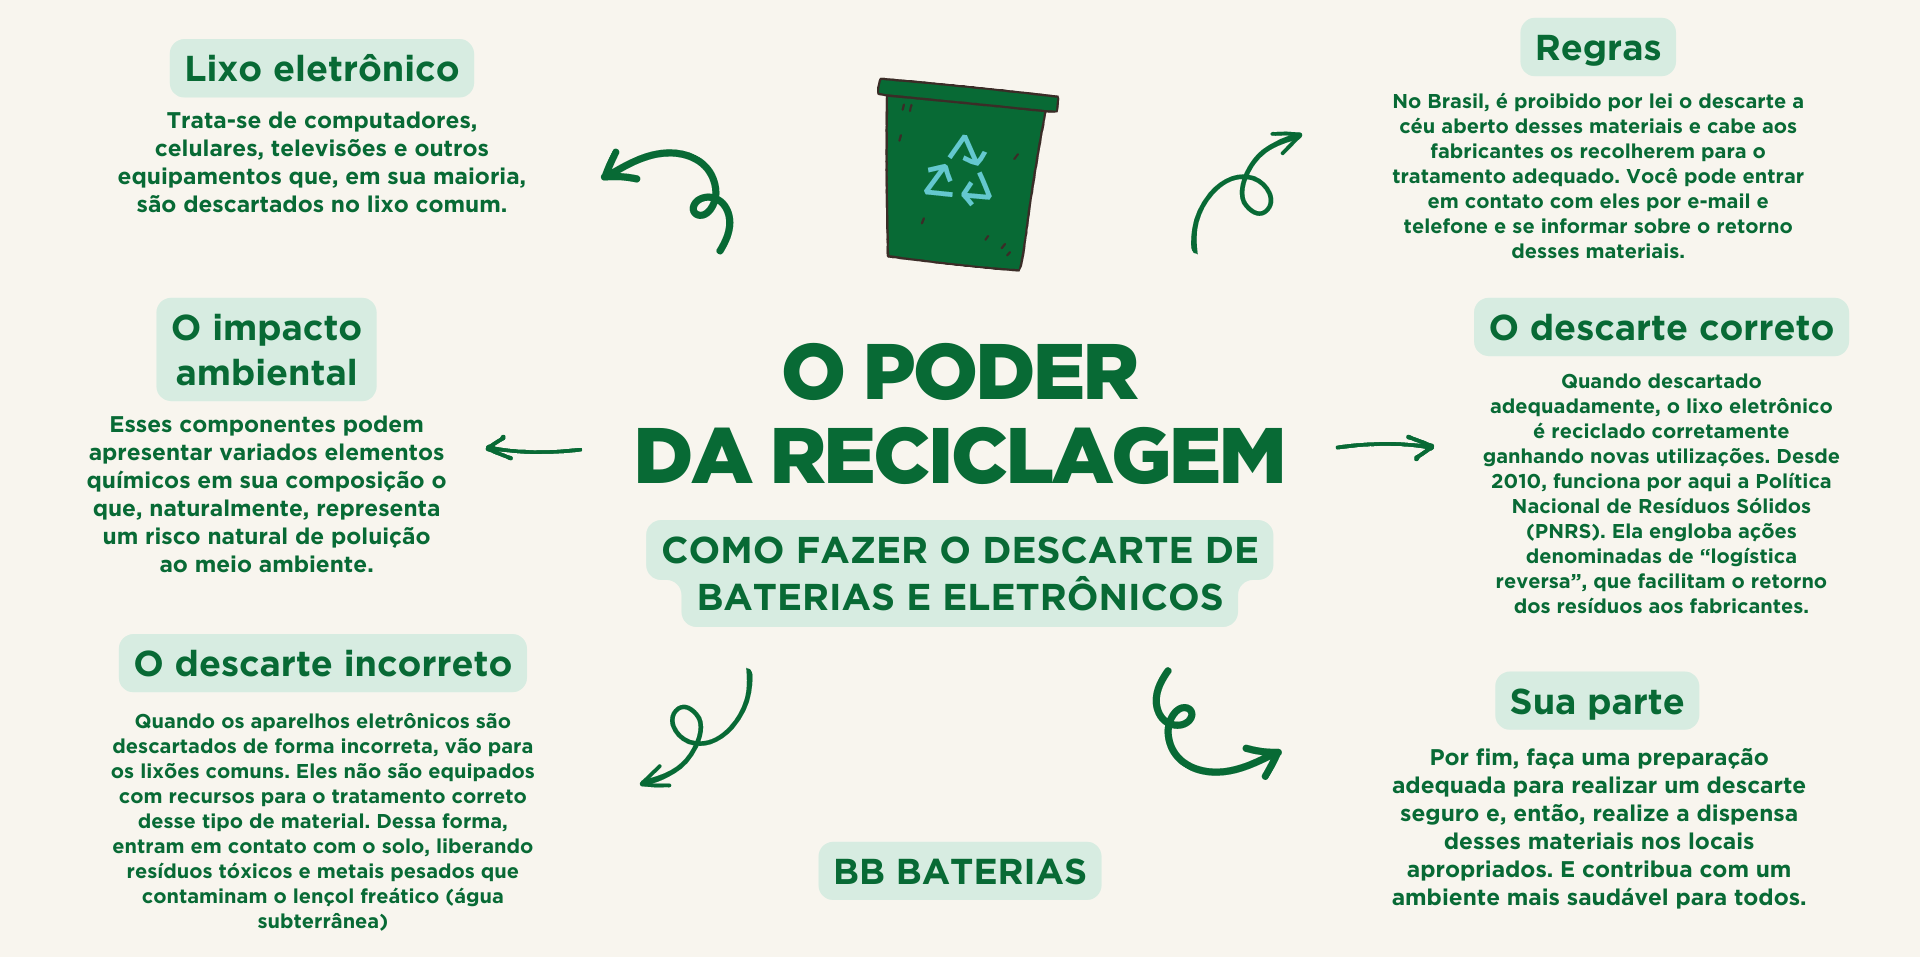 Lixo eletrônico
Trata-se de computadores,
celulares, televisões e outros
equipamentos que, em sua maioria,
são descartados no lixo comum.
O impacto
ambiental
Esses componentes podem
apresentar variados elementos
químicos em sua composição o
que, naturalmente, representa
um risco natural de poluição
ao meio ambiente.
O descarte incorreto
Quando os aparelhos eletrônicos são
descartados de forma incorreta, vão para
os lixões comuns. Eles não são equipados
com recursos para o tratamento correto
desse tipo de material. Dessa forma,
entram em contato com o solo, liberando
resíduos tóxicos e metais pesados que
contaminam o lençol freático (água
subterrânea)
O PODER
DA RECICLAGEM
COMO FAZER O DESCARTE DE
BATERIAS E ELETRÔNICOS
BB BATERIAS
Regras
No Brasil, é proibido por lei o descarte a
céu aberto desses materiais e cabe aos
fabricantes os recolherem para o
tratamento adequado. Você pode entrar
em contato com eles por e-mail e
telefone e se informar sobre o retorno
desses materiais.
O descarte correto
Quando descartado
adequadamente, o lixo eletrônico
é reciclado corretamente
ganhando novas utilizações. Desde
2010, funciona por aqui a Política
Nacional de Resíduos Sólidos
(PNRS). Ela engloba ações
denominadas de “logística
reversa”, que facilitam o retorno
dos resíduos aos fabricantes.
Sua parte
Por fim, faça uma preparação
adequada para realizar um descarte
seguro e, então, realize a dispensa
desses materiais nos locais
apropriados. E contribua com um
ambiente mais saudável para todos.